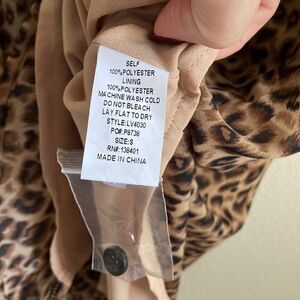 SELF
100%POLYESTER
LINING
100%POLYESTER
MACHINE WASH COLD
DO NOT BLEACH
LAY FLAT TO DRY
STYLE:LV4030
PO#:P8738
SIZE:S
RN#:138401
MADE IN CHINA